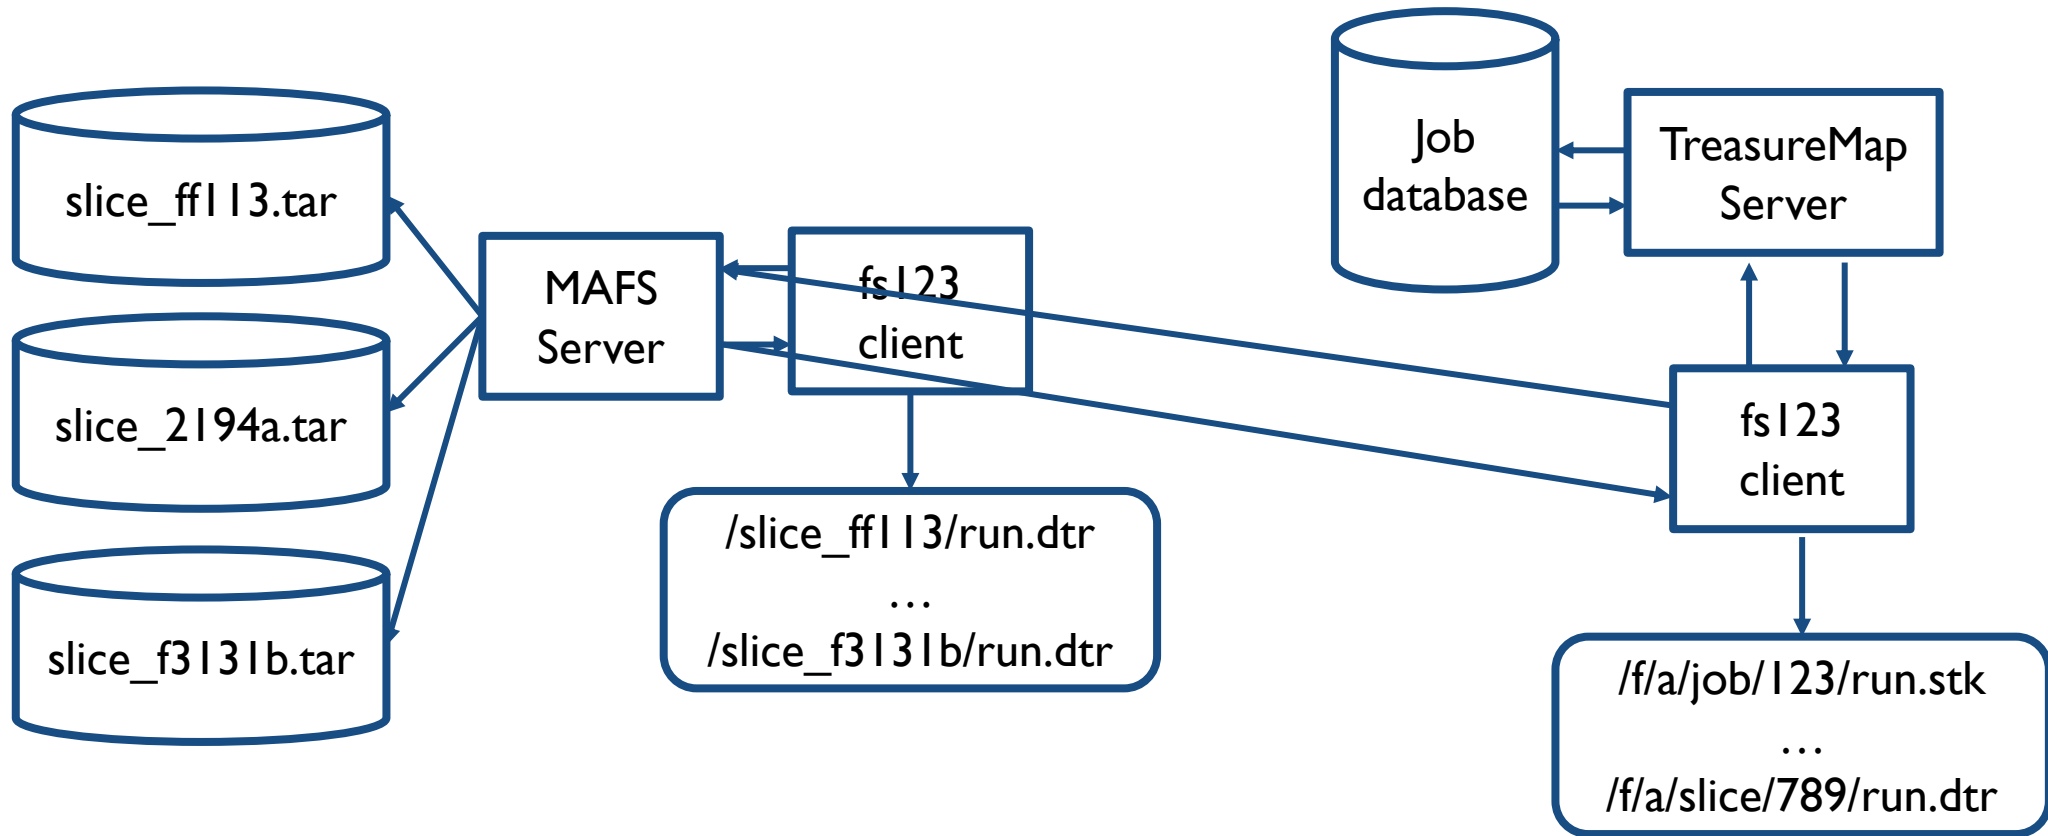 slice_ff113.tar
slice_2194a.tar
slice_f3131b.tar
MAFS
Server
fs123
client
/slice_ff113/run.dtr
…
/slice_f3131b/run.dtr
Job
database
TreasureMap
Server
fs123
client
/f/a/job/123/run.stk
…
/f/a/slice/789/run.dtr